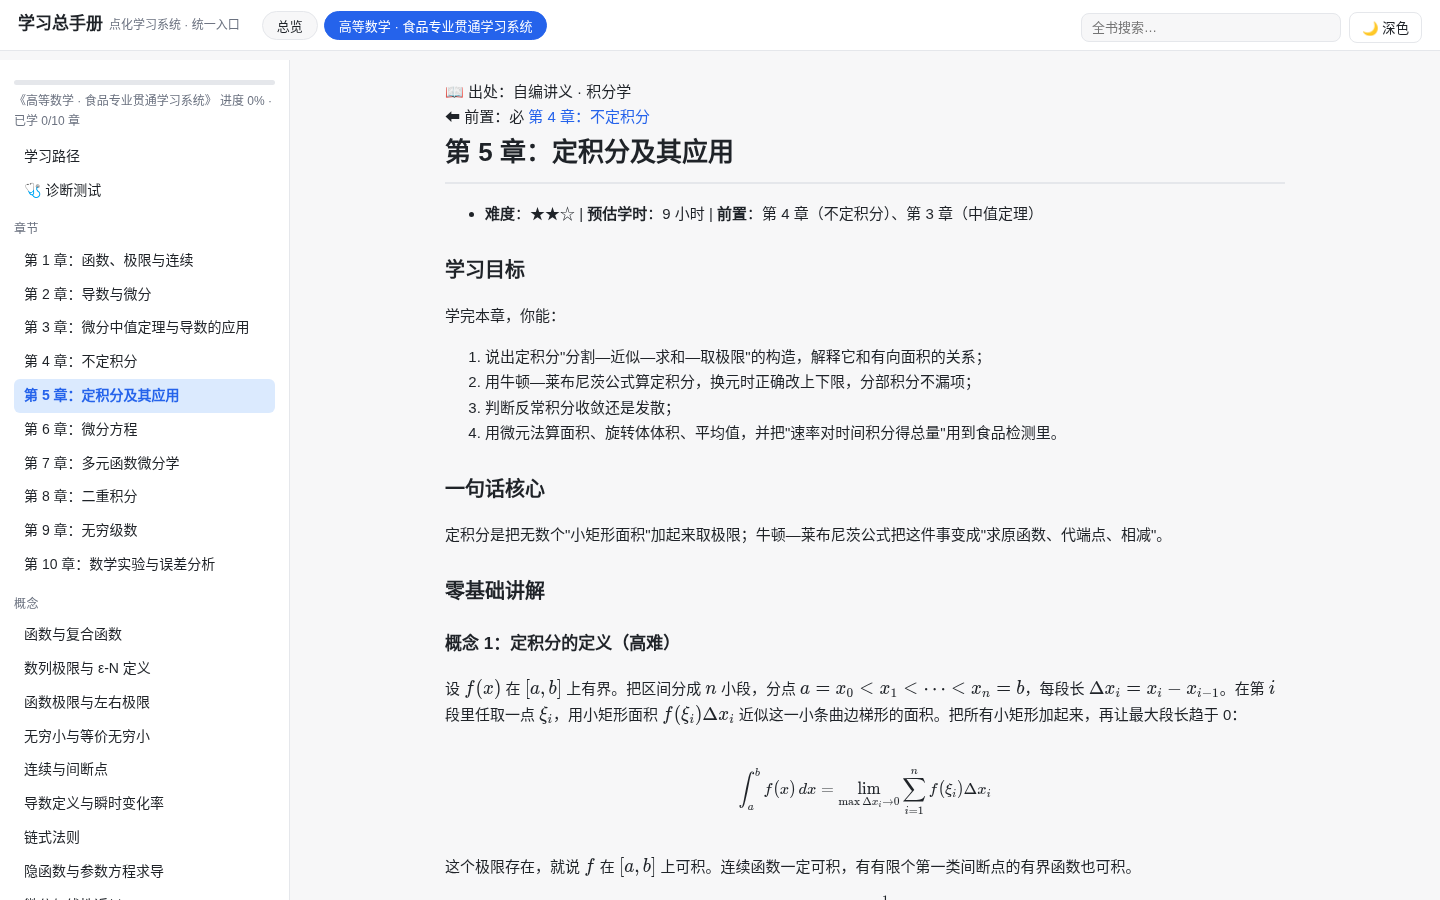 学习总手册 点化学习系统 · 统一入口 总览 高等数学 · 食品专业贯通学习系统 全书搜索… 🌙 深色
《高等数学 · 食品专业贯通学习系统》 进度 0% ·
已学 0/10 章
学习路径
🩺 诊断测试
章节
第 1 章：函数、极限与连续
第 2 章：导数与微分
第 3 章：微分中值定理与导数的应用
第 4 章：不定积分
第 5 章：定积分及其应用
第 6 章：微分方程
第 7 章：多元函数微分学
第 8 章：二重积分
第 9 章：无穷级数
第 10 章：数学实验与误差分析
概念
函数与复合函数
数列极限与 ε-N 定义
函数极限与左右极限
无穷小与等价无穷小
连续与间断点
导数定义与瞬时变化率
链式法则
隐函数与参数方程求导
📖 出处：自编讲义 · 积分学
⬅ 前置：必 第 4 章：不定积分
第 5 章：定积分及其应用
• 难度：★★☆ | 预估学时：9 小时 | 前置：第 4 章（不定积分）、第 3 章（中值定理）
学习目标
学完本章，你能：
1. 说出定积分"分割—近似—求和—取极限"的构造，解释它和有向面积的关系；
2. 用牛顿—莱布尼茨公式算定积分，换元时正确改上下限，分部积分不漏项；
3. 判断反常积分收敛还是发散；
4. 用微元法算面积、旋转体体积、平均值，并把"速率对时间积分得总量"用到食品检测里。
一句话核心
定积分是把无数个"小矩形面积"加起来取极限；牛顿—莱布尼茨公式把这件事变成"求原函数、代端点、相减"。
零基础讲解
概念 1：定积分的定义（高难）
设 f(x) 在 [a, b] 上有界。把区间分成 n 小段，分点 a = x₀ < x₁ < ⋯ < xₙ = b，每段长 Δxᵢ = xᵢ − xᵢ₋₁。在第 i
段里任取一点 ξᵢ，用小矩形面积 f(ξᵢ)Δxᵢ 近似这一小条曲边梯形的面积。把所有小矩形加起来，再让最大段长趋于 0：
∫ₐᵇ f(x) dx = lim_{max Δxᵢ→0} ∑_{i=1}^{n} f(ξᵢ)Δxᵢ
这个极限存在，就说 f 在 [a, b] 上可积。连续函数一定可积，有有限个第一类间断点的有界函数也可积。